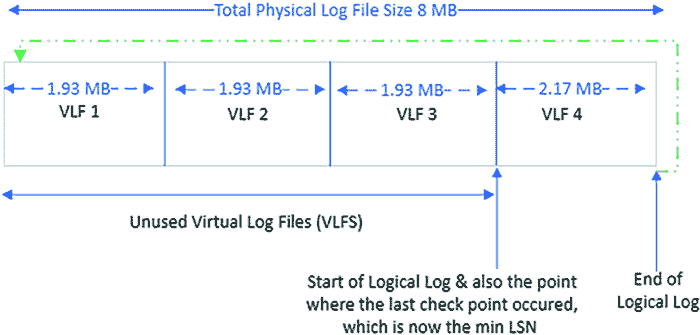 Total Physical Log File Size 8 MB
1.93 MB 1.93 MB 1.93 MB 2.17 MB
VLF 1 VLF 2 VLF 3 VLF 4
Unused Virtual Log Files (VLFS)
Start of Logical Log & also the point
where the last check point occured,
which is now the min LSN
End of
Logical Log